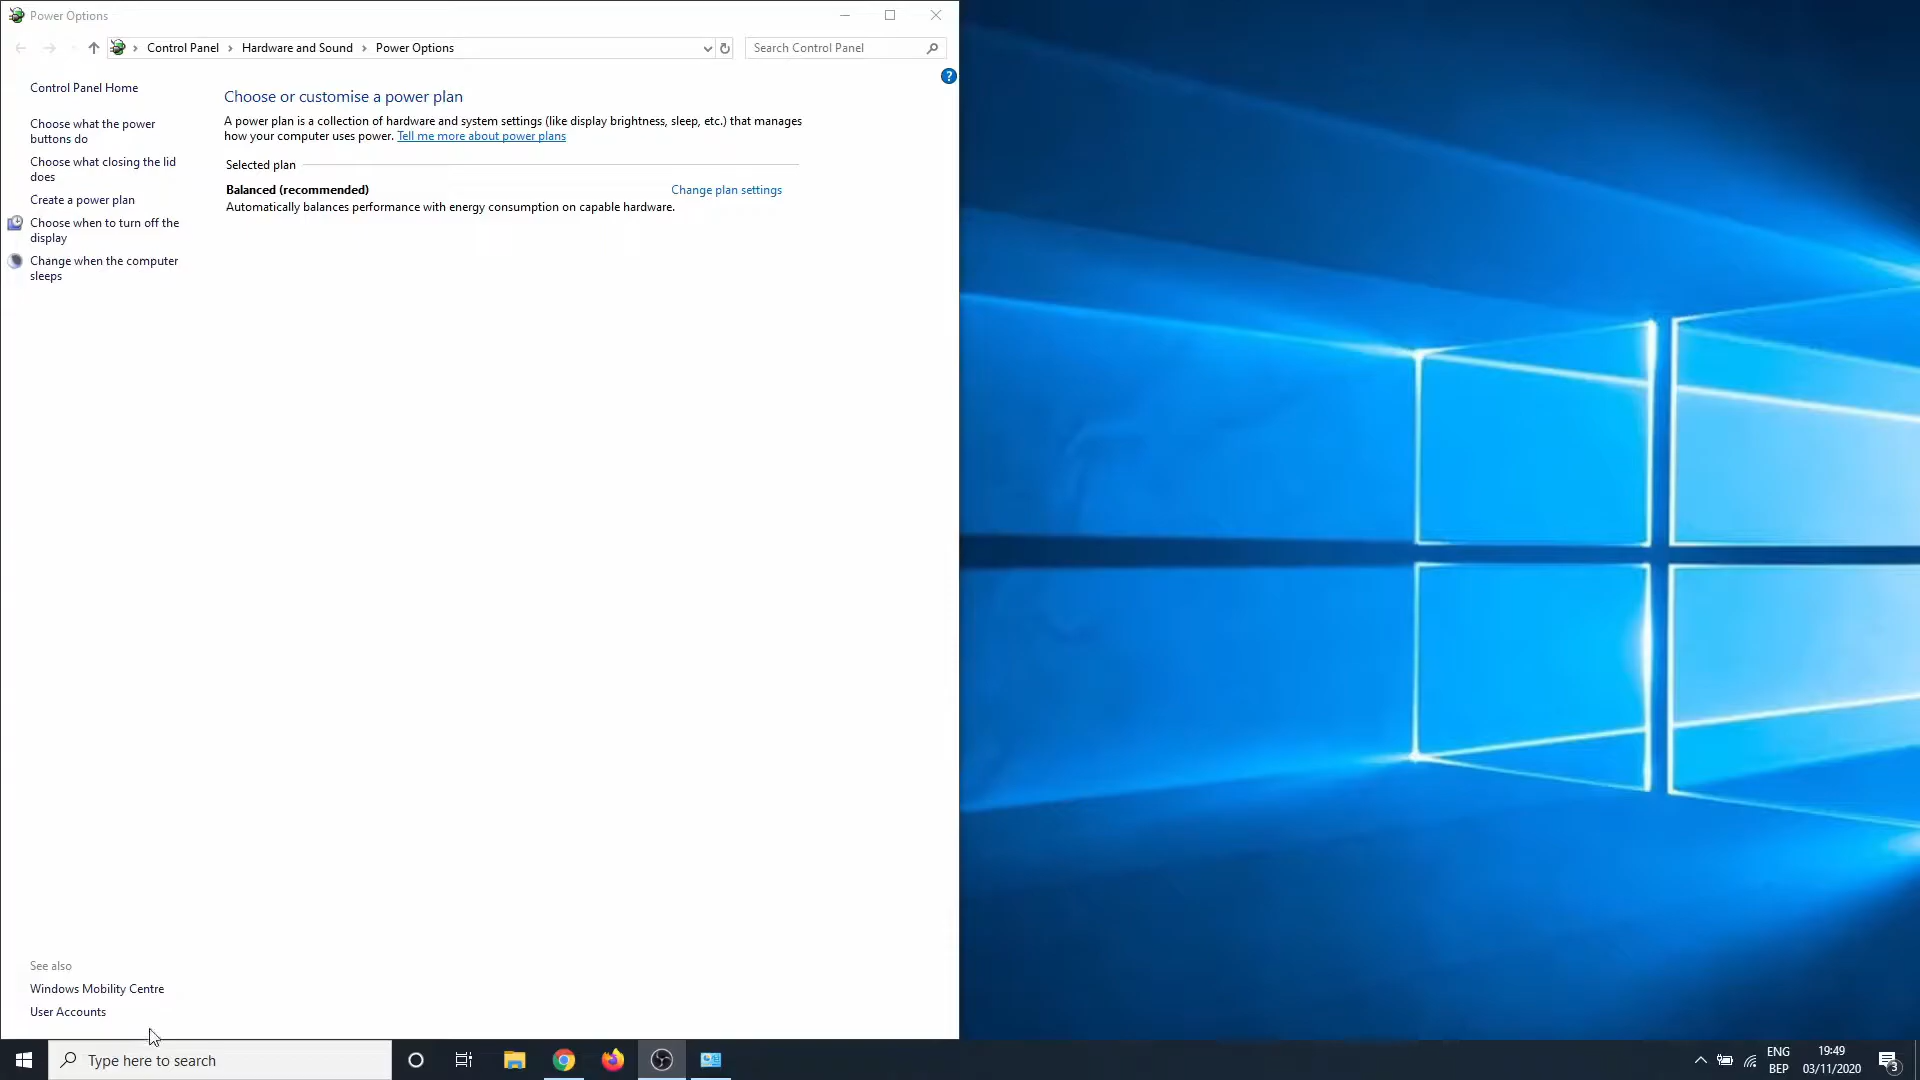 Power Options
Control Panel
Hardware and Sound
Power Options
Search Control Panel
?
Control Panel Home
Choose what the power
buttons do
Choose what closing the lid
does
Create a power plan
Choose when to turn off the
display
Change when the computer
sleeps
Choose or customise a power plan
A power plan is a collection of hardware and system settings (like display brightness, sleep, etc.) that manages
how your computer uses power. Tell me more about power plans
Selected plan
Balanced (recommended)
Change plan settings
Automatically balances performance with energy consumption on capable hardware.
See also
Windows Mobility Centre
User Accounts
Type here to search
ENG
BEP
19:49
03/11/2020
3